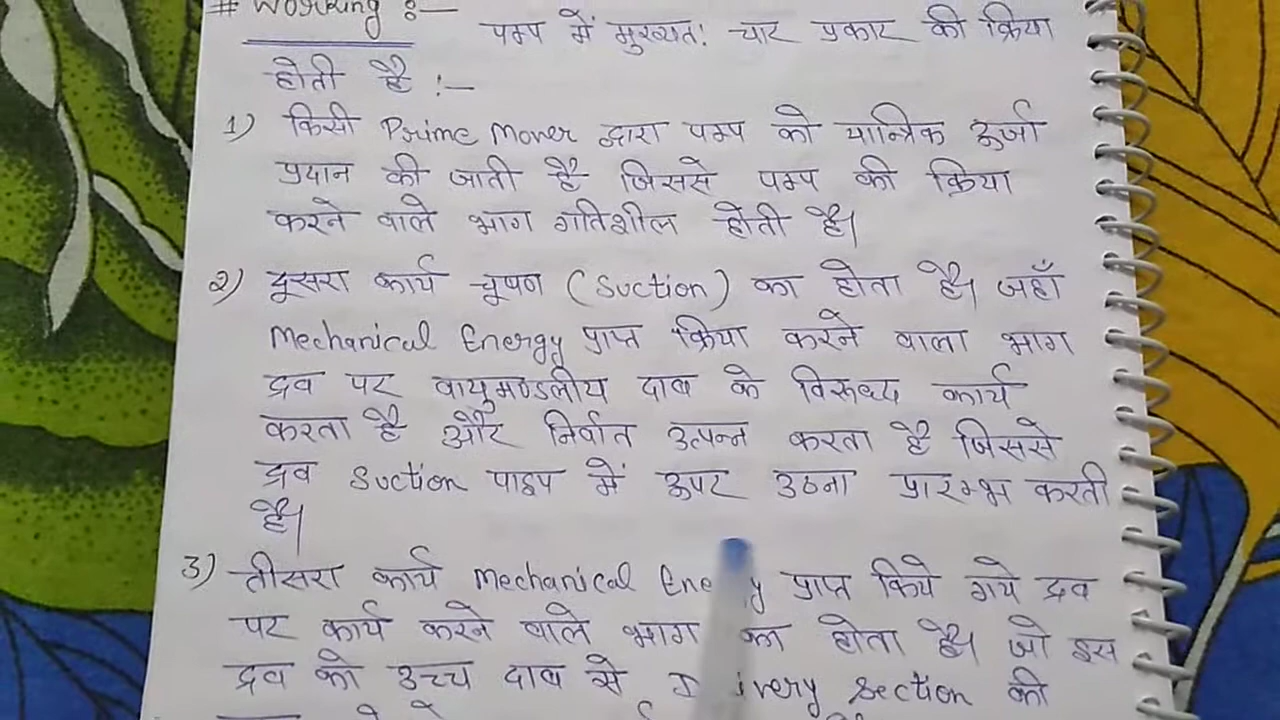 # Working :-
पम्प में मुख्यत: चार प्रकार की क्रिया
होती है :-
1) किसी Prime Mover द्वारा पम्प को यान्त्रिक ऊर्जा
प्रदान की जाती है जिससे पम्प की क्रिया
करने वाले भाग गतिशील होती है।
2) दूसरा कार्य चूषण (Suction) का होता है। जहाँ
Mechanical Energy प्राप्त क्रिया करने वाला भाग
द्रव पर वायुमण्डलीय दाब के विरूध्द कार्य
करता है और निर्वात उत्पन्न करता है जिससे
द्रव Suction पाइप में ऊपर उठना प्रारम्भ करती
है।
3) तीसरा कार्य Mechanical Energy प्राप्त किये गये द्रव
पर कार्य करने वाले भाग का होता है। जो इस
द्रव को उच्च दाब से Delivery Section की